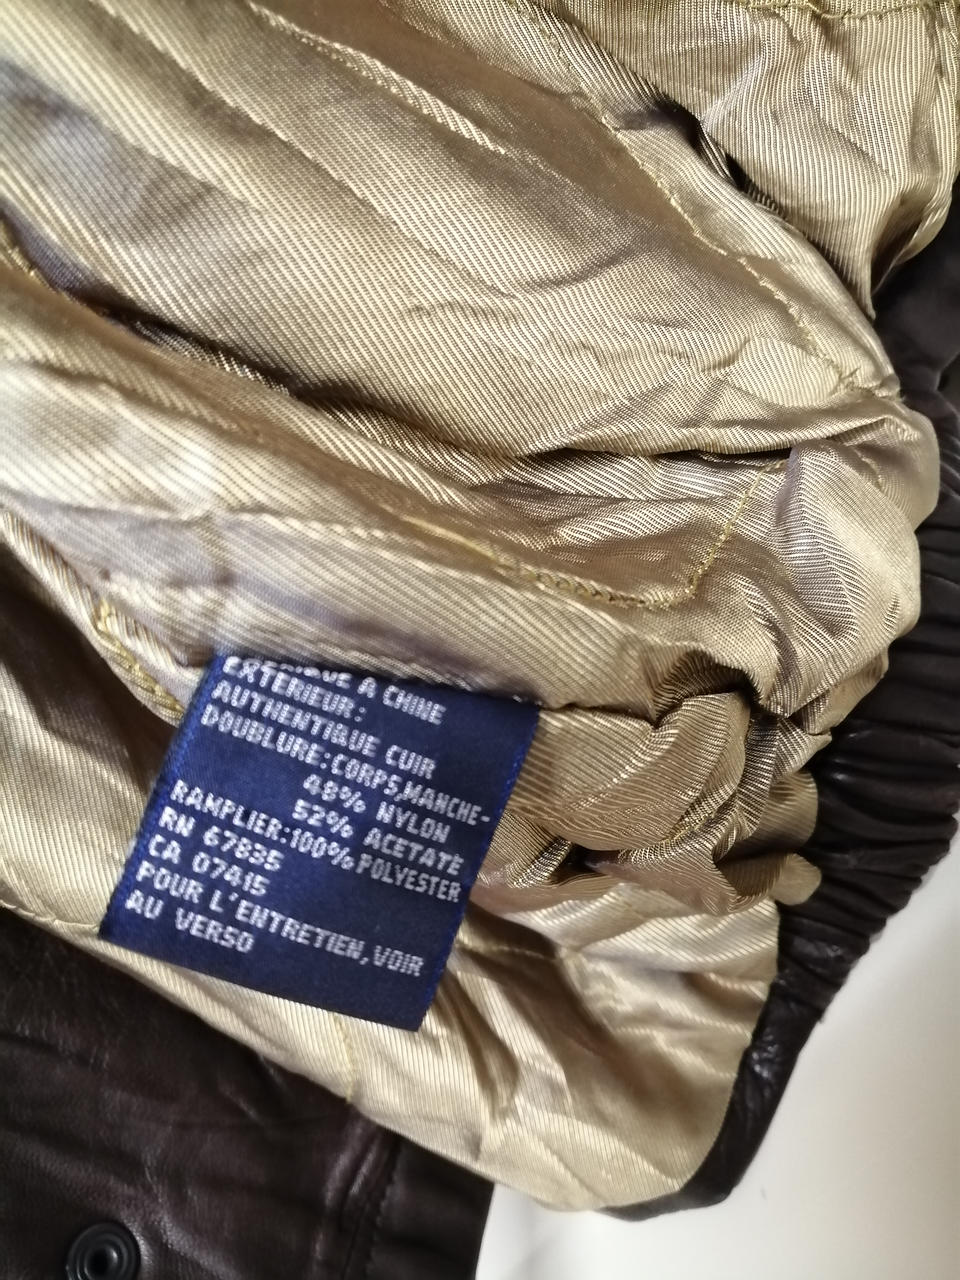 A CHINE
EXTERIEUR:
AUTHENTIQUE CUIR
DOUBLURE:CORPS,MANCHE-
48% NYLON
52% ACETATE
RAMPLIER:100%POLYESTER
RN 67835
CA 07415
POUR L'ENTRETIEN,VOIR
AU VERSO